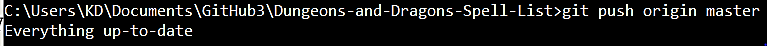 C:\Users\KD\Documents\GitHub3\Dungeons-and-Dragons-Spell-List>git push origin master
Everything up-to-date